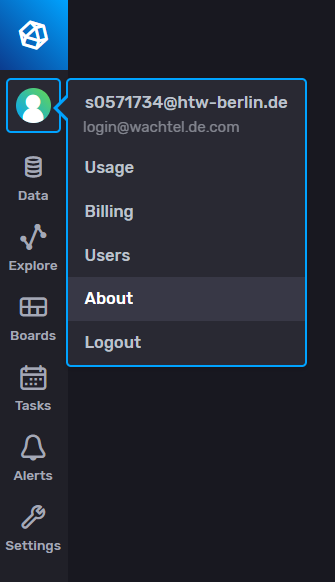 s0571734@htw-berlin.de
login@wachtel.de.com
Usage
Billing
Users
About
Logout
Data
Explore
Boards
Tasks
Alerts
Settings